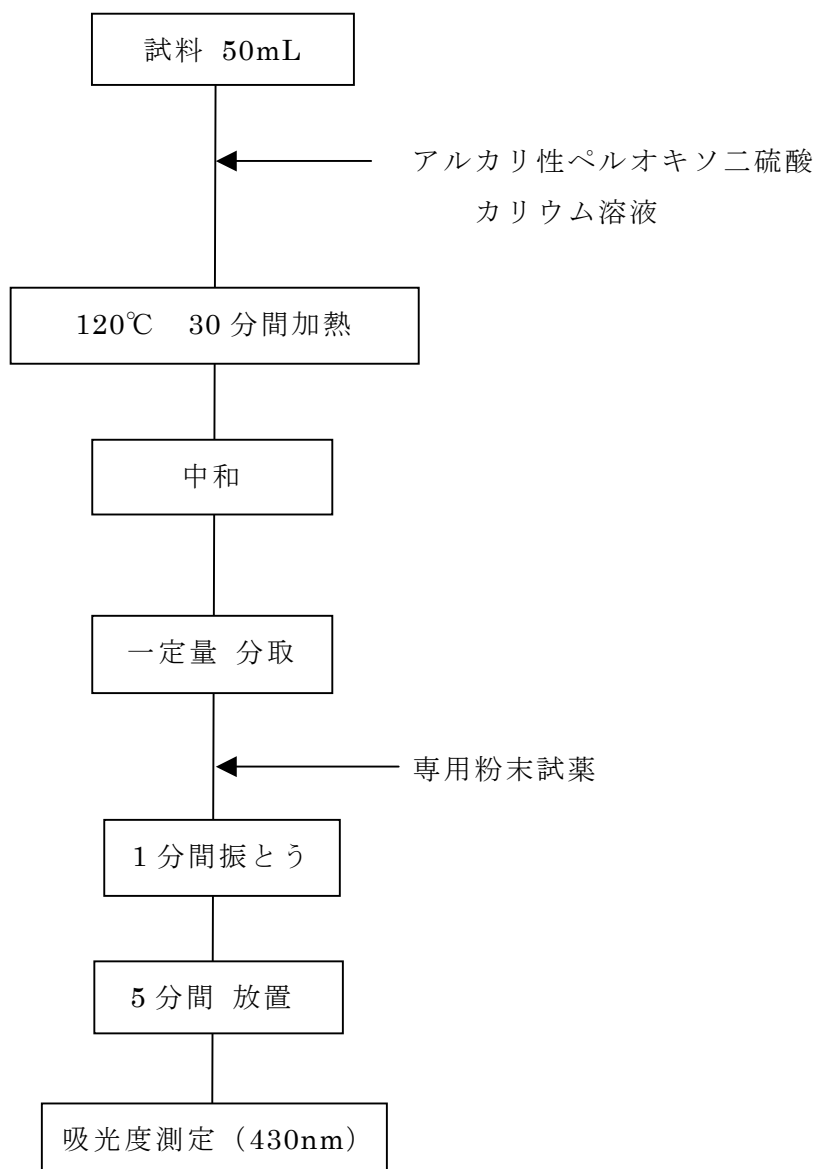 試料 50mL
アルカリ性ペルオキソ二硫酸
カリウム溶液
120℃ 30分間加熱
中和
一定量 分取
専用粉末試薬
1分間振とう
5分間 放置
吸光度測定（430nm）